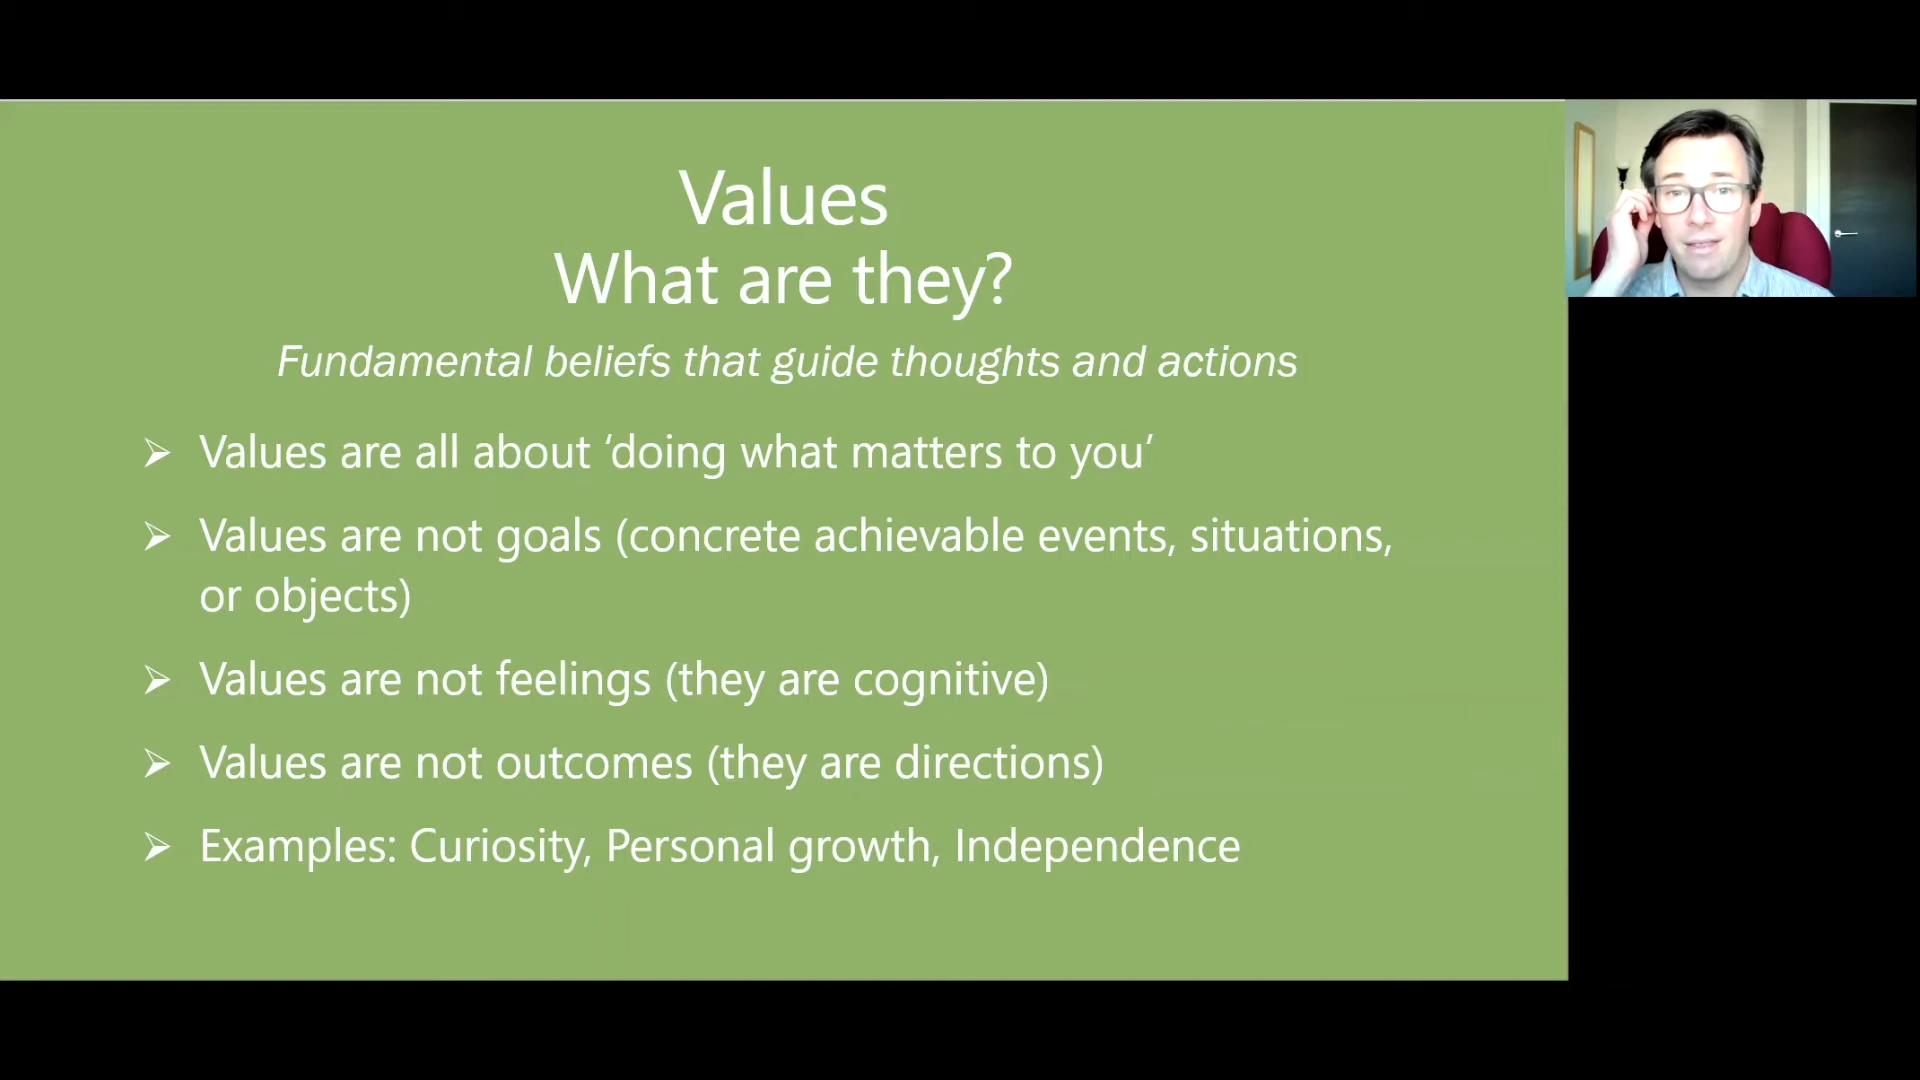 Values
What are they?
Fundamental beliefs that guide thoughts and actions
➢ Values are all about ‘doing what matters to you’
➢ Values are not goals (concrete achievable events, situations,
or objects)
➢ Values are not feelings (they are cognitive)
➢ Values are not outcomes (they are directions)
➢ Examples: Curiosity, Personal growth, Independence